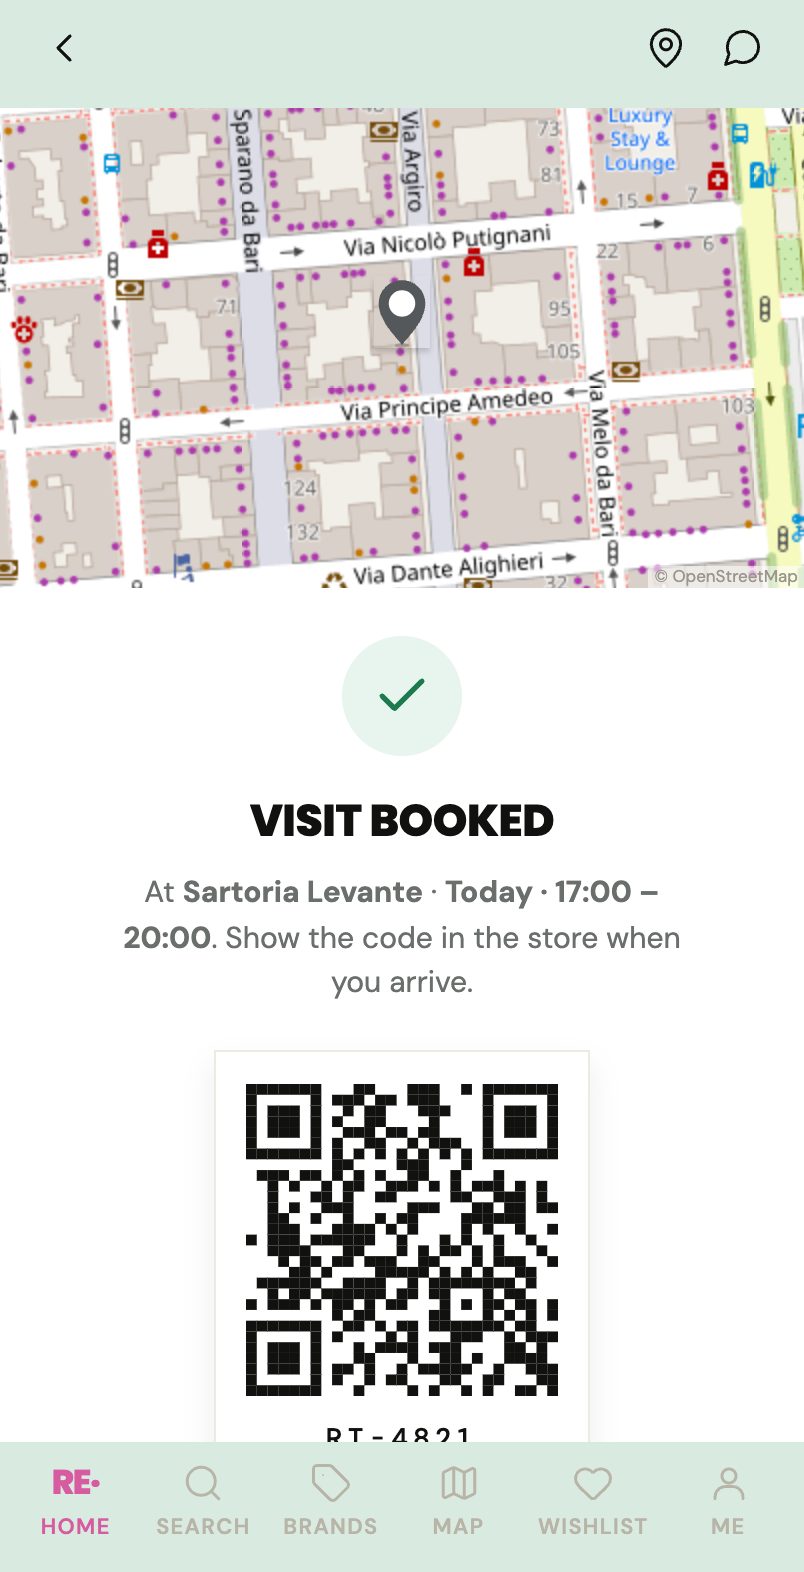 Sparano da Bari
Via Argiro
73
81
Luxury
Stay &
Lounge
15
7
Via Nicolò Putignani
22
6
71
95
105
Via Principe Amedeo
Via Melo da Bari
103
124
132
Via Dante Alighieri
32
© OpenStreetMap
VISIT BOOKED
At Sartoria Levante · Today · 17:00 –
20:00. Show the code in the store when
you arrive.
RT-4821
RE•
HOME
SEARCH
BRANDS
MAP
WISHLIST
ME